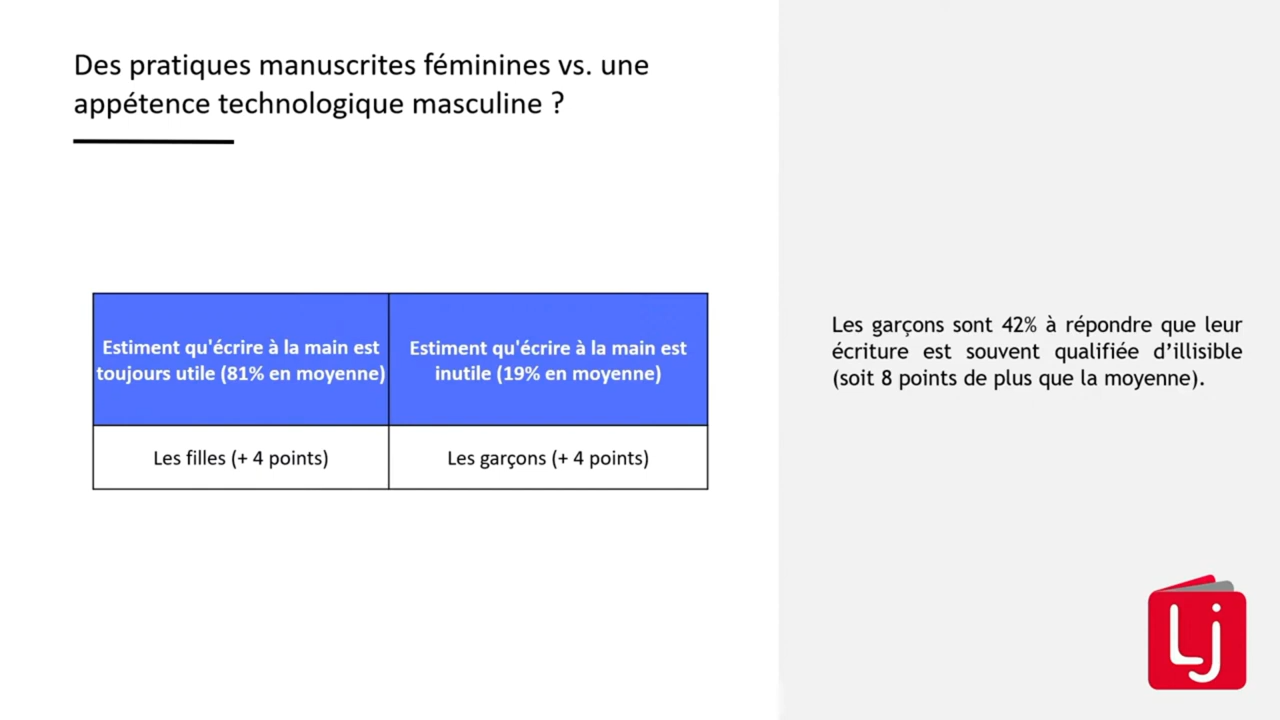 Des pratiques manuscrites féminines vs. une
appétence technologique masculine ?
Estiment qu'écrire à la main est
toujours utile (81% en moyenne)
Estiment qu'écrire à la main est
inutile (19% en moyenne)
Les filles (+ 4 points)
Les garçons (+ 4 points)
Les garçons sont 42% à répondre que leur
écriture est souvent qualifiée d’illisible
(soit 8 points de plus que la moyenne).
Lj